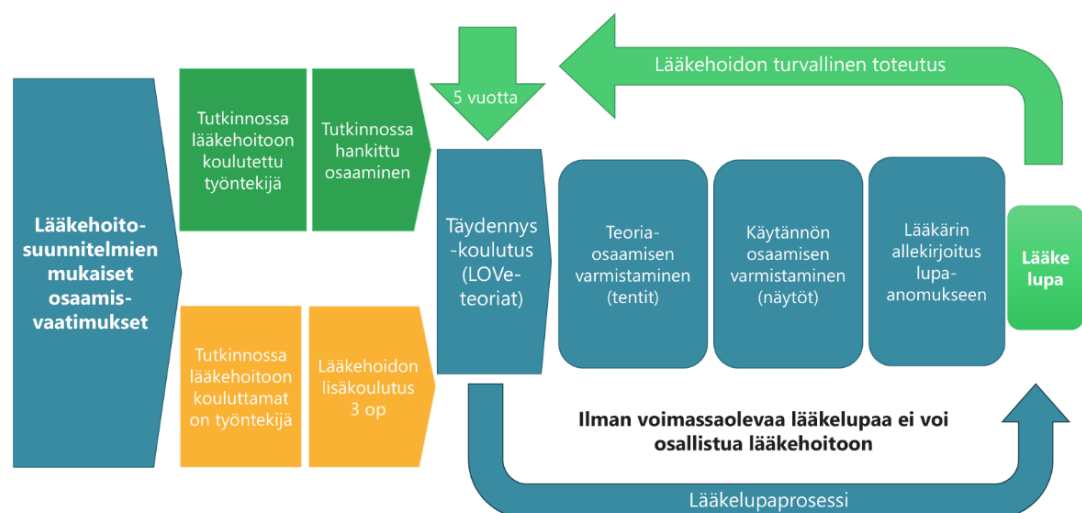 Lääkehoito-
suunnitelmien
mukaiset
osaamis-
vaatimukset
Tutkinnossa
lääkehoitoon
koulutettu
työntekijä
Tutkinnossa
hankittu
osaaminen
Tutkinnossa
lääkehoitoon
kouluttamat
on työntekijä
Lääkehoidon
lisäkoulutus
3 op
5 vuotta
Täydennys
-koulutus
(LOVe-
teoriat)
Teoria-
osaamisen
varmistaminen
(tentit)
Käytännön
osaamisen
varmistaminen
(näytöt)
Lääkärin
allekirjoitus
lupa-
anomukseen
Lääke
lupa
Lääkehoidon turvallinen toteutus
Ilman voimassaolevaa lääkelupaa ei voi
osallistua lääkehoitoon
Lääkelupaprosessi